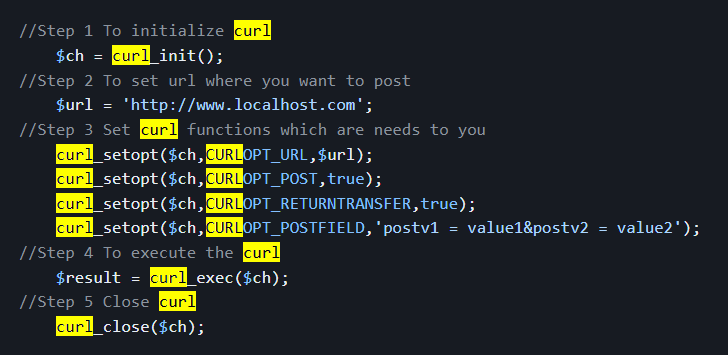 //Step 1 To initialize curl
$ch = curl_init();
//Step 2 To set url where you want to post
$url = 'http://www.localhost.com';
//Step 3 Set curl functions which are needs to you
curl_setopt($ch,CURLOPT_URL,$url);
curl_setopt($ch,CURLOPT_POST,true);
curl_setopt($ch,CURLOPT_RETURNTRANSFER,true);
curl_setopt($ch,CURLOPT_POSTFIELD,'postv1 = value1&postv2 = value2');
//Step 4 To execute the curl
$result = curl_exec($ch);
//Step 5 Close curl
curl_close($ch);